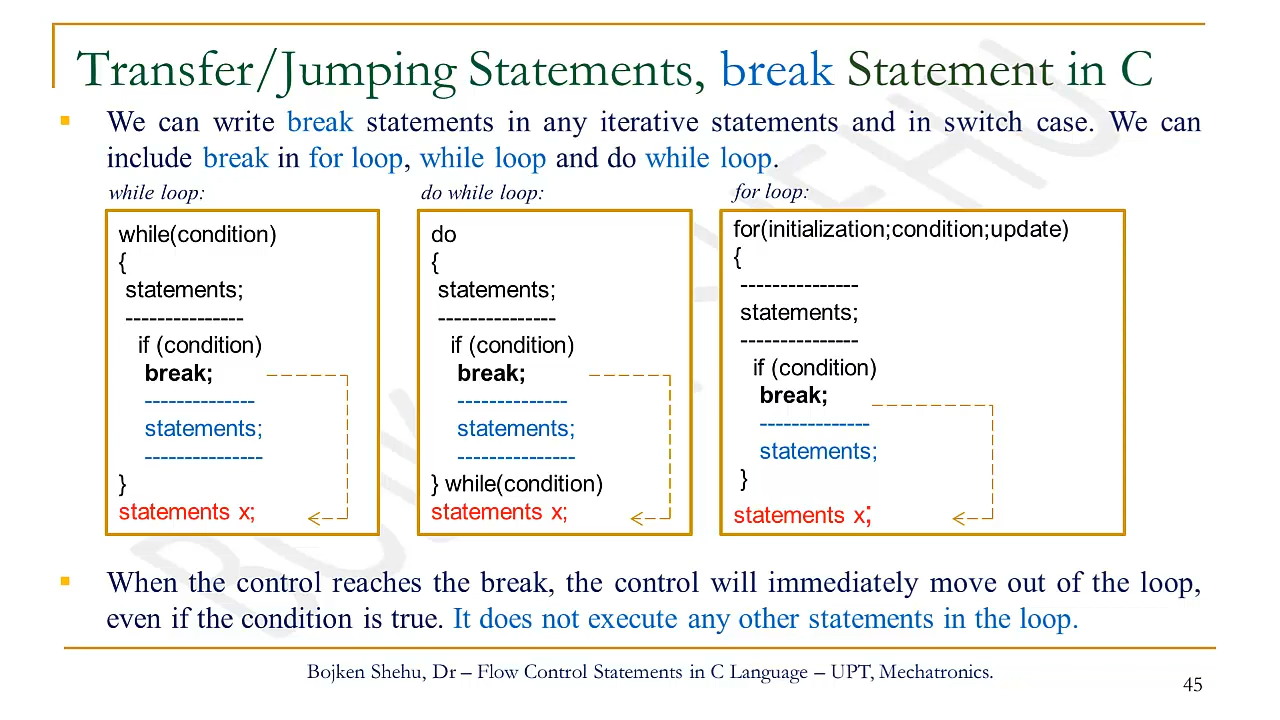 Transfer/Jumping Statements, break Statement in C
▪ We can write break statements in any iterative statements and in switch case. We can
include break in for loop, while loop and do while loop.
while loop:
while(condition)
{
statements;
---------------
if (condition)
break;
--------------
statements;
---------------
}
statements x;
do while loop:
do
{
statements;
---------------
if (condition)
break;
--------------
statements;
---------------
} while(condition)
statements x;
for loop:
for(initialization;condition;update)
{
---------------
statements;
---------------
if (condition)
break;
--------------
statements;
}
statements x;
▪ When the control reaches the break, the control will immediately move out of the loop,
even if the condition is true. It does not execute any other statements in the loop.
Bojken Shehu, Dr – Flow Control Statements in C Language – UPT, Mechatronics.
45